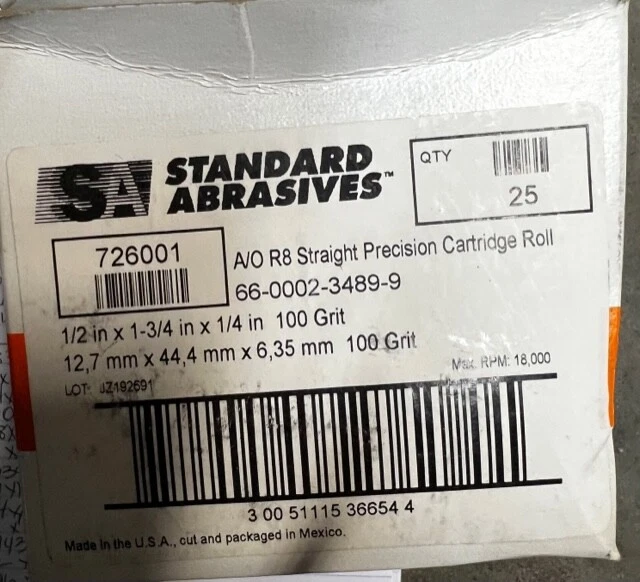 SA STANDARD
ABRASIVES™
QTY
25
726001
A/O R8 Straight Precision Cartridge Roll
66-0002-3489-9
1/2 in x 1-3/4 in x 1/4 in 100 Grit
12,7 mm x 44,4 mm x 6,35 mm 100 Grit
Max. RPM: 18,000
LOT: JZ192691
3 00 51115 36654 4
Made in the U.S.A., cut and packaged in Mexico.